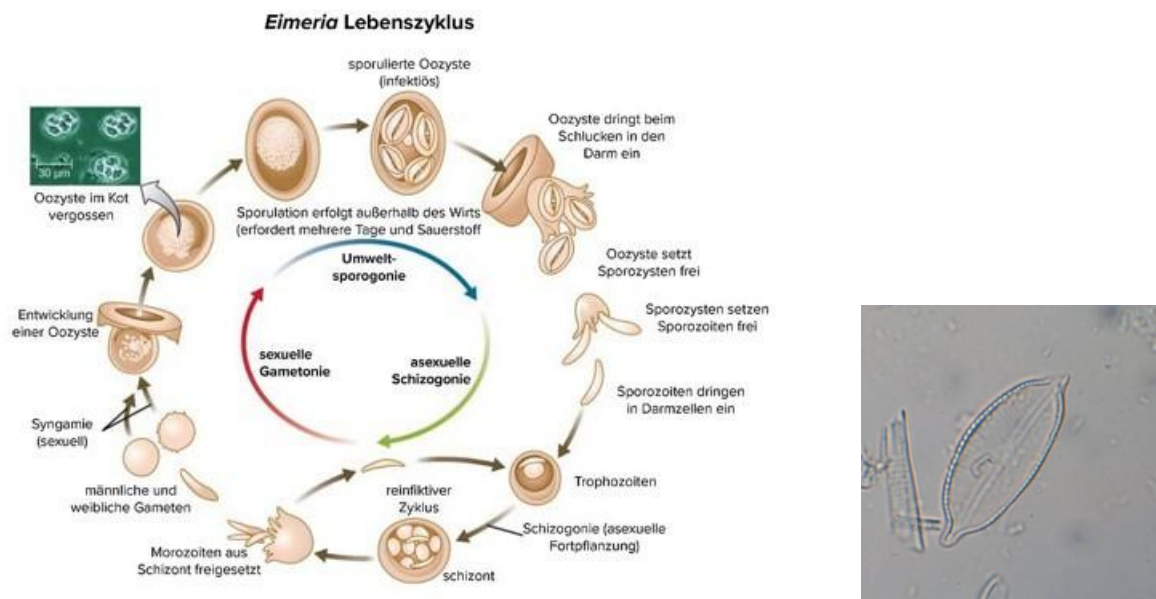 Eimeria Lebenszyklus
sporulierte Oozyste
(infektiös)
Oozyste dringt beim
Schlucken in den
Darm ein
30 µm
Oozyste im Kot
vergossen
Sporulation erfolgt außerhalb des Wirts
(erfordert mehrere Tage und Sauerstoff
Umwelt-
sporogonie
Oozyste setzt
Sporozysten frei
Entwicklung
einer Oozyste
Sporozysten setzen
Sporozoiten frei
sexuelle
Gametonie
asexuelle
Schizogonie
Sporozoiten dringen
in Darmzellen ein
Syngamie
(sexuell)
männliche und
weibliche Gameten
reinfiktiver
Zyklus
Trophozoiten
Schizogonie (asexuelle
Fortpflanzung)
Morozoiten aus
Schizont freigesetzt
schizont